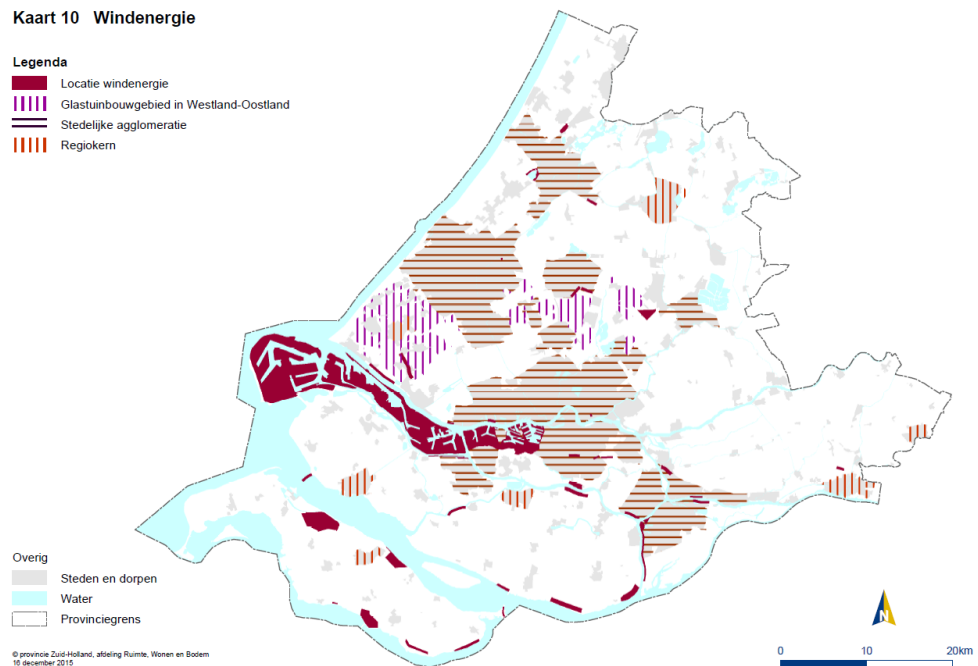 Kaart 10 Windenergie
Legenda
Locatie windenergie
Glastuinbouwgebied in Westland-Oostland
Stedelijke agglomeratie
Regiokern
Overig
Steden en dorpen
Water
Provinciegrens
© provincie Zuid-Holland, afdeling Ruimte, Wonen en Bodem
16 december 2015
N
0 10 20km